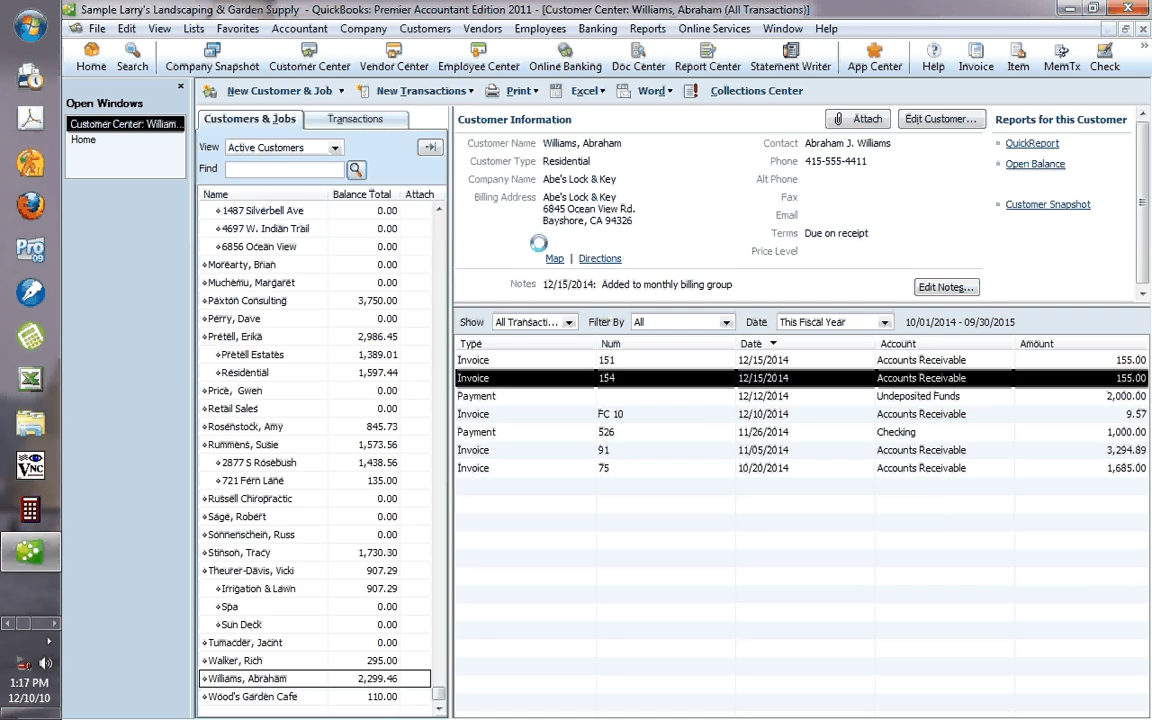 Sample Larry's Landscaping & Garden Supply - QuickBooks: Premier Accountant Edition 2011 - [Customer Center: Williams, Abraham (All Transactions)]
File Edit View Lists Favorites Accountant Company Customers Vendors Employees Banking Reports Online Services Window Help
Home Search Company Snapshot Customer Center Vendor Center Employee Center Online Banking Doc Center Report Center Statement Writer App Center Help Invoice Item MemTx Check
Open Windows
Customer Center: William...
Home
New Customer & Job New Transactions Print Excel Word Collections Center
Customers & Jobs Transactions
View Active Customers
Find
Name Balance Total Attach
1487 Silverbell Ave 0.00
4697 W. Indian Trail 0.00
6856 Ocean View 0.00
Morearty, Brian 0.00
Muchemu, Margaret 0.00
Paxton Consulting 3,750.00
Perry, Dave 0.00
Pretell, Erika 2,986.45
Pretell Estates 1,389.01
Residential 1,597.44
Price, Gwen 0.00
Retail Sales 0.00
Rosenstock, Amy 845.73
Rummens, Susie 1,573.56
2877 S Rosebush 1,438.56
721 Fern Lane 135.00
Russell Chiropractic 0.00
Sage, Robert 0.00
Sonnenschein, Russ 0.00
Stinson, Tracy 1,730.30
Theurer-Davis, Vicki 907.29
Irrigation & Lawn 907.29
Spa 0.00
Sun Deck 0.00
Tumacder, Jacint 0.00
Walker, Rich 295.00
Williams, Abraham 2,299.46
Wood's Garden Cafe 110.00
Customer Information Attach Edit Customer...
Customer Name Williams, Abraham
Customer Type Residential
Company Name Abe's Lock & Key
Billing Address Abe's Lock & Key
6845 Ocean View Rd.
Bayshore, CA 94326
Map | Directions
Contact Abraham J. Williams
Phone 415-555-4411
Alt Phone
Fax
Email
Terms Due on receipt
Price Level
Notes 12/15/2014: Added to monthly billing group Edit Notes...
Reports for this Customer
QuickReport
Open Balance
Customer Snapshot
Show All Transacti... Filter By All Date This Fiscal Year 10/01/2014 - 09/30/2015
Type Num Date Account Amount
Invoice 151 12/15/2014 Accounts Receivable 155.00
Invoice 154 12/15/2014 Accounts Receivable 155.00
Payment 12/12/2014 Undeposited Funds 2,000.00
Invoice FC 10 12/10/2014 Accounts Receivable 9.57
Payment 526 11/26/2014 Checking 1,000.00
Invoice 91 11/05/2014 Accounts Receivable 3,294.89
Invoice 75 10/20/2014 Accounts Receivable 1,685.00
Pro
09
VNC
1:17 PM
12/10/10